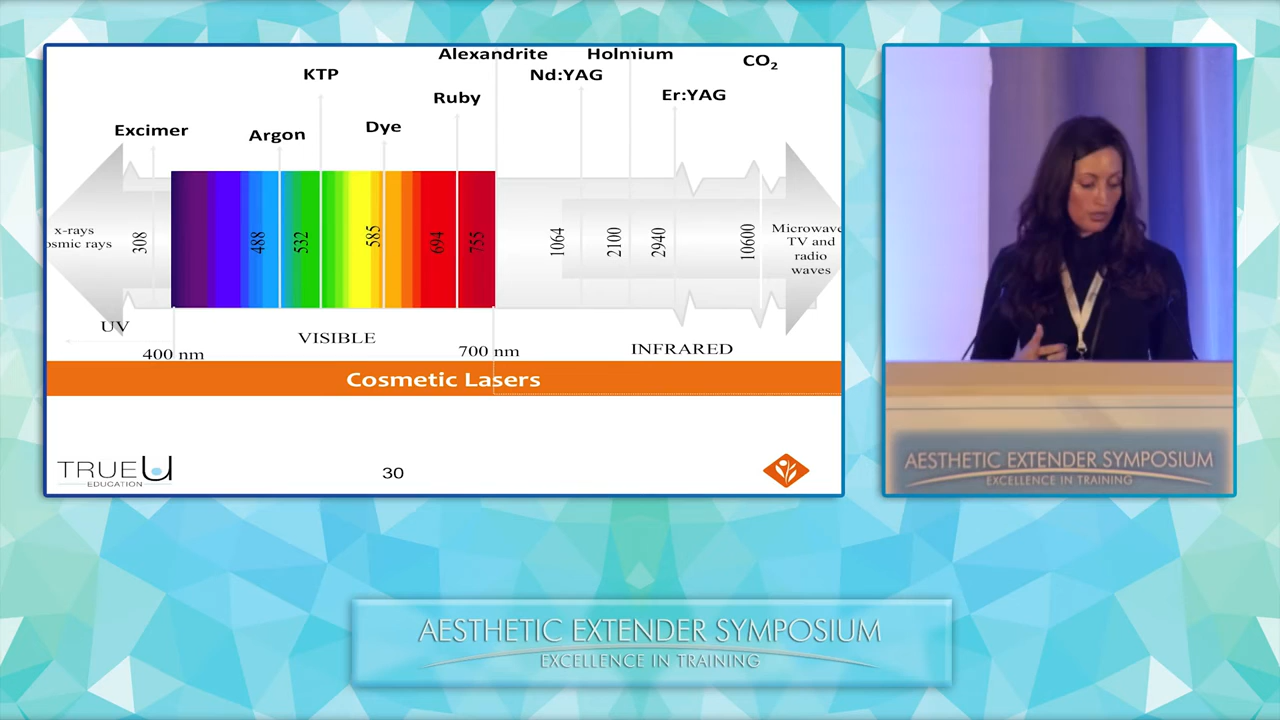 Alexandrite
Holmium
CO₂
KTP
Nd:YAG
Ruby
Er:YAG
Excimer
Argon
Dye
x-rays
osmic rays
308
488
532
585
694
755
1064
2100
2940
10600
Microwave
TV and
radio
waves
UV
VISIBLE
INFRARED
400 nm
700 nm
Cosmetic Lasers
TRUE U
EDUCATION
30
AESTHETIC EXTENDER SYMPOSIUM
EXCELLENCE IN TRAINING
AESTHETIC EXTENDER SYMPOSIUM
EXCELLENCE IN TRAINING